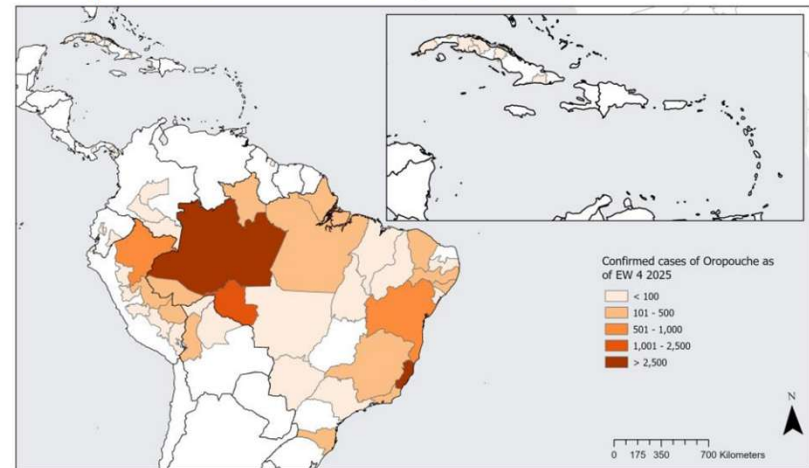 Confirmed cases of Oropouche as
of EW 4 2025
< 100
101 - 500
501 - 1,000
1,001 - 2,500
> 2,500
N
0 175 350 700 Kilometers